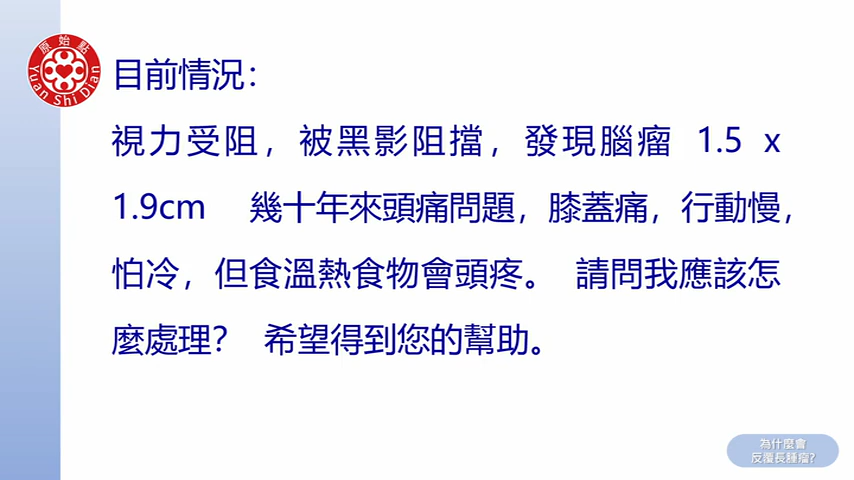 原始點
Yuan Shi Dian
目前情況：
視力受阻，被黑影阻擋，發現腦瘤 1.5 x
1.9cm 幾十年來頭痛問題，膝蓋痛，行動慢，
怕冷，但食溫熱食物會頭疼。 請問我應該怎
麼處理？ 希望得到您的幫助。
為什麼會
反覆長腫瘤?